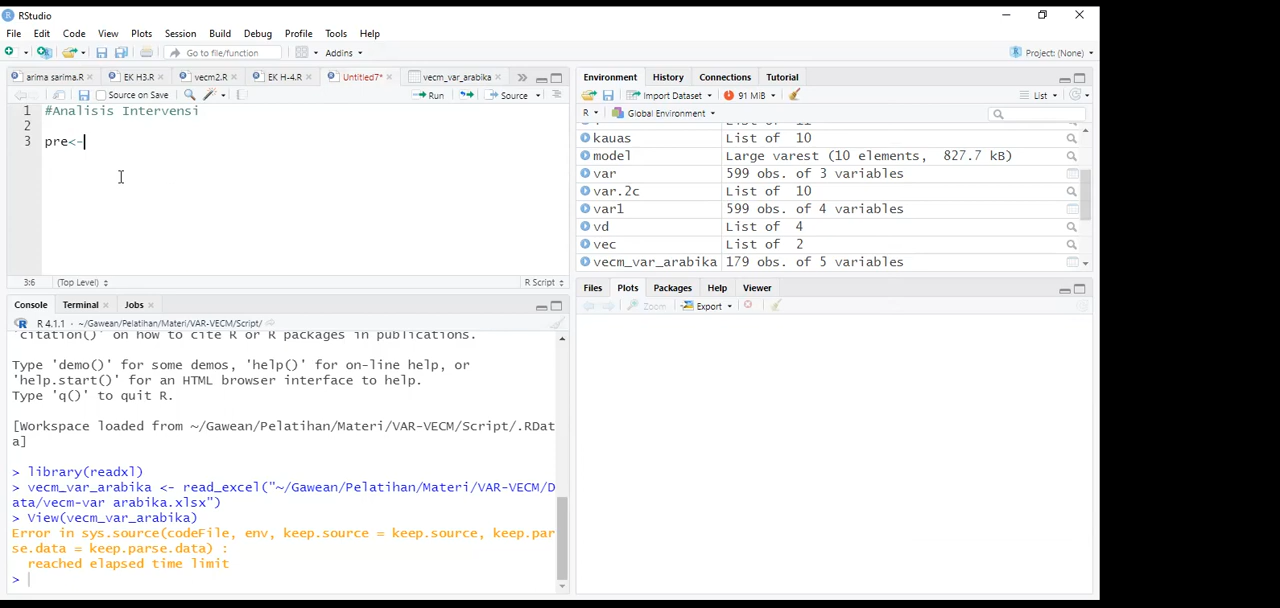 RStudio
File Edit Code View Plots Session Build Debug Profile Tools Help
Go to file/function Addins Project: (None)
arima sarima.R EK H3.R vecm2.R EK H-4.R Untitled7* vecm_var_arabika
Source on Save Run Source
1 #Analisis Intervensi
2
3 pre<-
3:6 (Top Level) R Script
Console Terminal Jobs
R 4.1.1 · ~/Gawean/Pelatihan/Materi/VAR-VECM/Script/
'citation()' on how to cite R or R packages in publications.
Type 'demo()' for some demos, 'help()' for on-line help, or
'help.start()' for an HTML browser interface to help.
Type 'q()' to quit R.
[Workspace loaded from ~/Gawean/Pelatihan/Materi/VAR-VECM/Script/.RDat
a]
> library(readxl)
> vecm_var_arabika <- read_excel("~/Gawean/Pelatihan/Materi/VAR-VECM/D
ata/vecm-var arabika.xlsx")
> View(vecm_var_arabika)
Error in sys.source(codeFile, env, keep.source = keep.source, keep.par
se.data = keep.parse.data) :
reached elapsed time limit
>
Environment History Connections Tutorial
Import Dataset 91 MiB List
R Global Environment
kauas List of 10
model Large varest (10 elements, 827.7 kB)
var 599 obs. of 3 variables
var.2c List of 10
var1 599 obs. of 4 variables
vd List of 4
vec List of 2
vecm_var_arabika 179 obs. of 5 variables
Files Plots Packages Help Viewer
Zoom Export